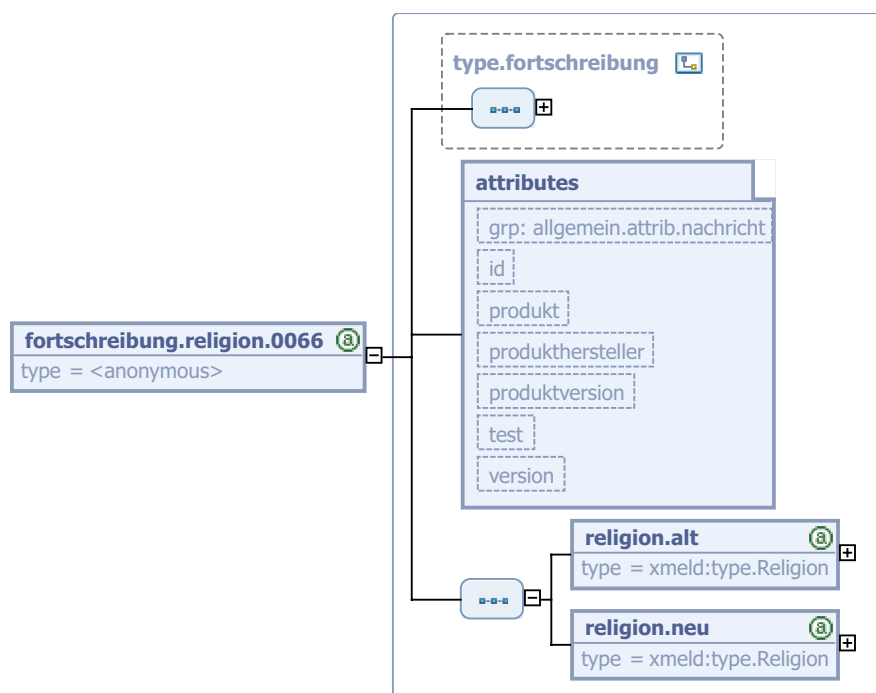 type.fortschreibung
attributes
grp: allgemein.attrib.nachricht
id
produkt
produkthersteller
produktversion
test
version
fortschreibung.religion.0066
type = <anonymous>
religion.alt
type = xmeld:type.Religion
religion.neu
type = xmeld:type.Religion